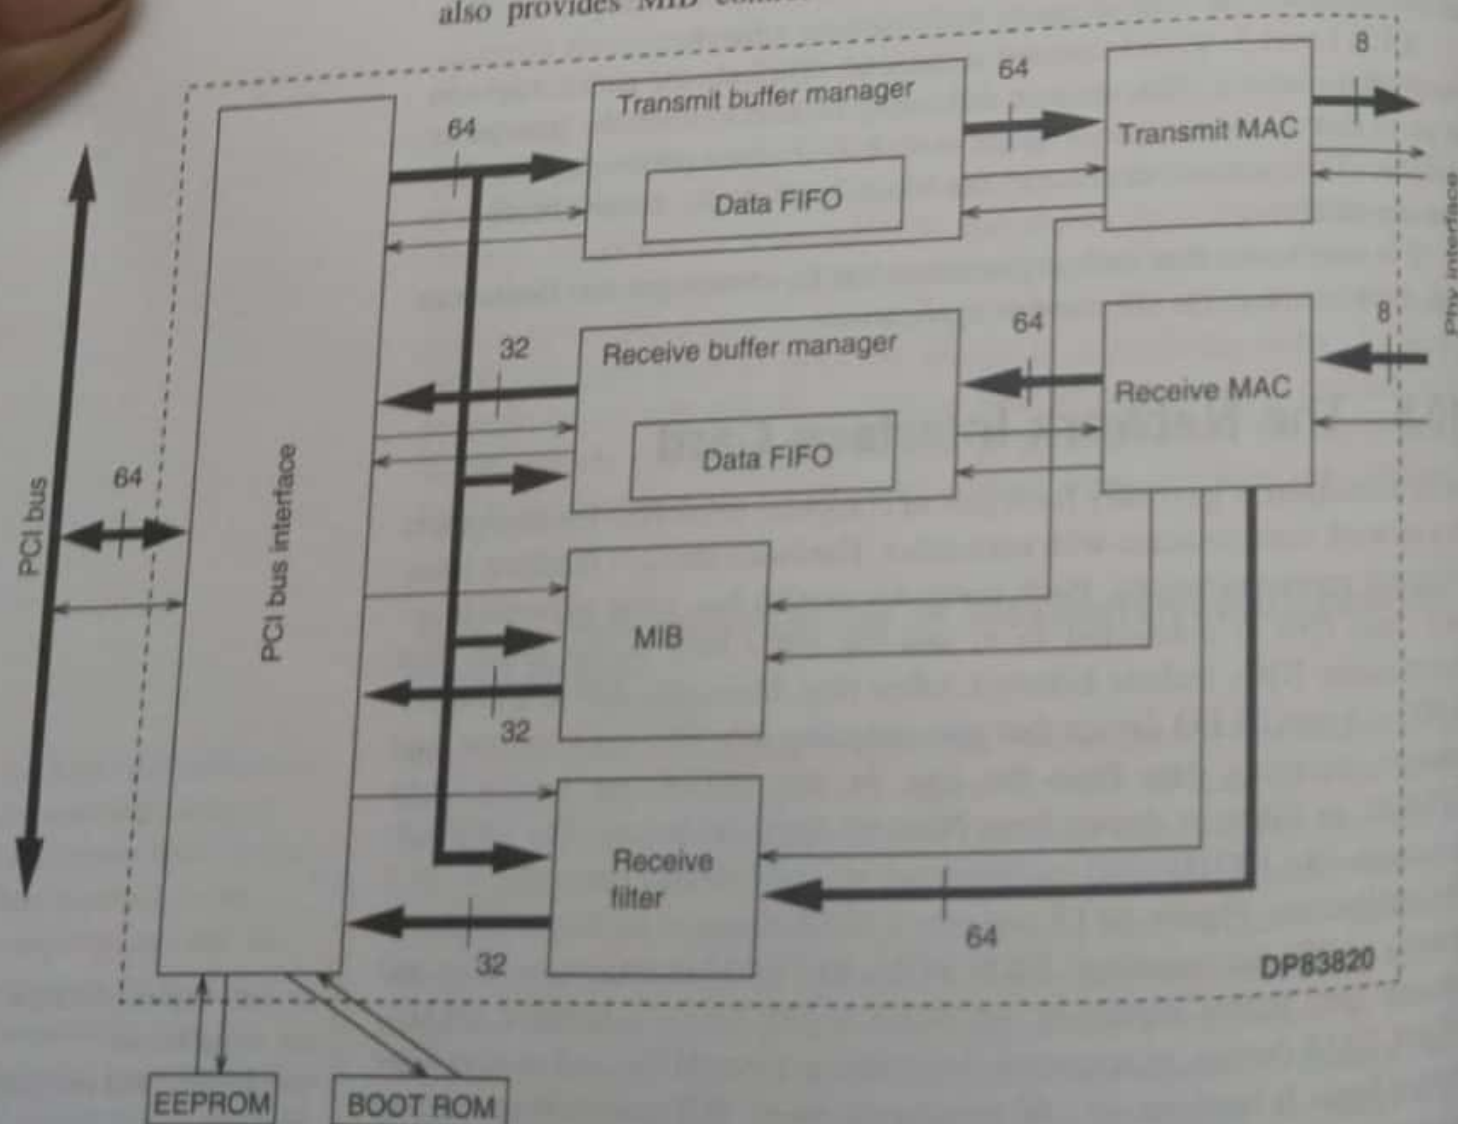 also provides MIB
8
64
Transmit buffer manager
64
Transmit MAC
Data FIFO
Phy interface
8
64
32
Receive buffer manager
Receive MAC
Data FIFO
PCI bus
64
PCI bus interface
MIB
32
Receive
filter
64
32
DP83820
EEPROM
BOOT ROM